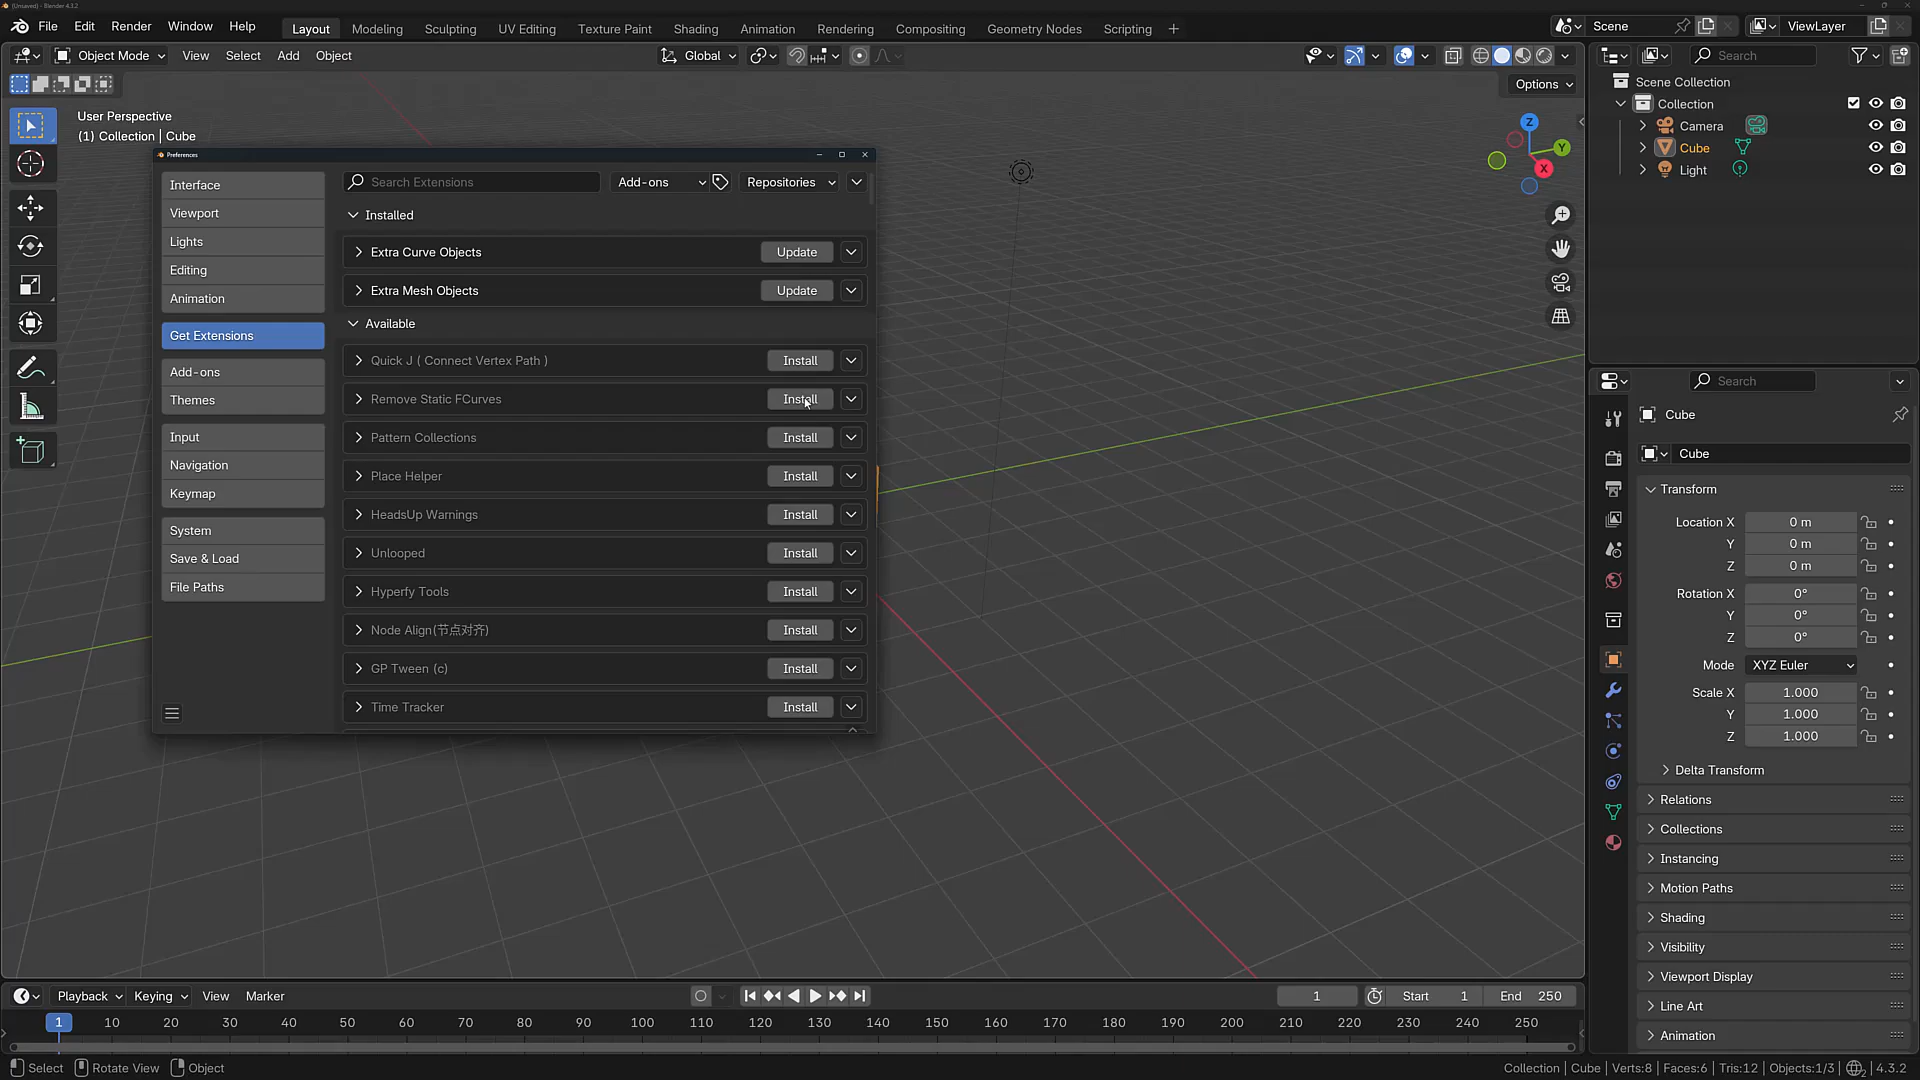 (Unsaved) - Blender 4.3.2
File Edit Render Window Help Layout Modeling Sculpting UV Editing Texture Paint Shading Animation Rendering Compositing Geometry Nodes Scripting + Scene ViewLayer
Object Mode View Select Add Object Global Search
Options
User Perspective
(1) Collection | Cube
Z
Y
X
Scene Collection
Collection
Camera
Cube
Light
Preferences
Interface
Viewport
Lights
Editing
Animation
Get Extensions
Add-ons
Themes
Input
Navigation
Keymap
System
Save & Load
File Paths
Search Extensions Add-ons Repositories
Installed
Extra Curve Objects Update
Extra Mesh Objects Update
Available
Quick J ( Connect Vertex Path ) Install
Remove Static FCurves Install
Pattern Collections Install
Place Helper Install
HeadsUp Warnings Install
Unlooped Install
Hyperfy Tools Install
Node Align(节点对齐) Install
GP Tween (c) Install
Time Tracker Install
Search
Cube
Cube
Transform
Location X 0 m
Y 0 m
Z 0 m
Rotation X 0°
Y 0°
Z 0°
Mode XYZ Euler
Scale X 1.000
Y 1.000
Z 1.000
Delta Transform
Relations
Collections
Instancing
Motion Paths
Shading
Visibility
Viewport Display
Line Art
Animation
Playback Keying View Marker 1 Start 1 End 250
1 10 20 30 40 50 60 70 80 90 100 110 120 130 140 150 160 170 180 190 200 210 220 230 240 250
Select Rotate View Object Collection | Cube | Verts:8 | Faces:6 | Tris:12 | Objects:1/3 | 2 4.3.2